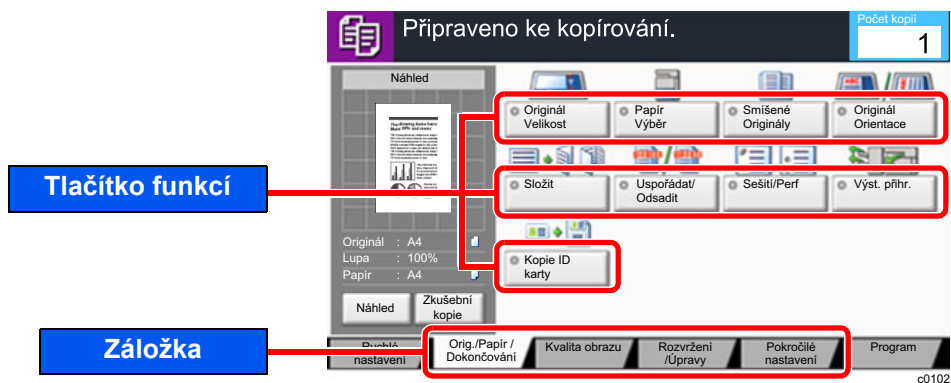 Připraveno ke kopírování.
Počet kopií
1
Náhled
Originál
Velikost
Papír
Výběr
Smíšené
Originály
Originál
Orientace
Tlačítko funkcí
Složit
Uspořádat/
Odsadit
Sešití/Perf
Výst. přihr.
Originál : A4
Lupa : 100%
Papír : A4
Kopie ID
karty
Náhled
Zkušební
kopie
Záložka
Rychlé
nastavení
Orig./Papír /
Dokončování
Kvalita obrazu
Rozvržení
/Úpravy
Pokročilé
nastavení
Program
c0102